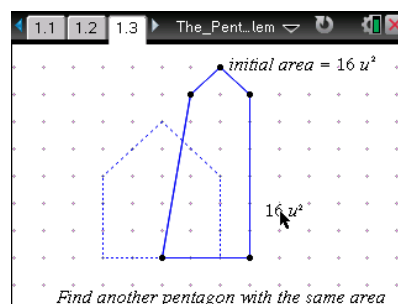 1.1 1.2 1.3 The_Pent...lem
initial area = 16 u²
16 u²
Find another pentagon with the same area